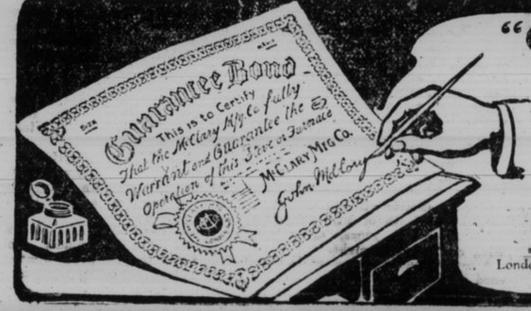 Guarantee Bond
This is to Certify
That the McClary Mfg. Co. fully
Warrant and Guarantee the
Operation of this Stove or Furnace
McClary Mfg Co.
John McClary
“
Londo